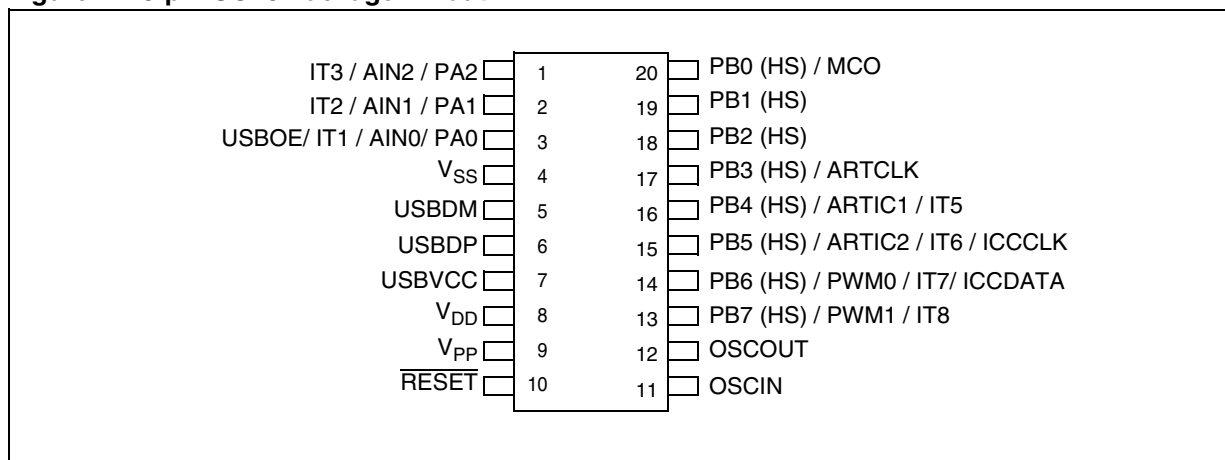 IT3 / AIN2 / PA2 1 20 PB0 (HS) / MCO
IT2 / AIN1 / PA1 2 19 PB1 (HS)
USBOE/ IT1 / AIN0/ PA0 3 18 PB2 (HS)
VSS 4 17 PB3 (HS) / ARTCLK
USBDM 5 16 PB4 (HS) / ARTIC1 / IT5
USBDP 6 15 PB5 (HS) / ARTIC2 / IT6 / ICCCLK
USBVCC 7 14 PB6 (HS) / PWM0 / IT7/ ICCDATA
VDD 8 13 PB7 (HS) / PWM1 / IT8
VPP 9 12 OSCOUT
RESET 10 11 OSCIN